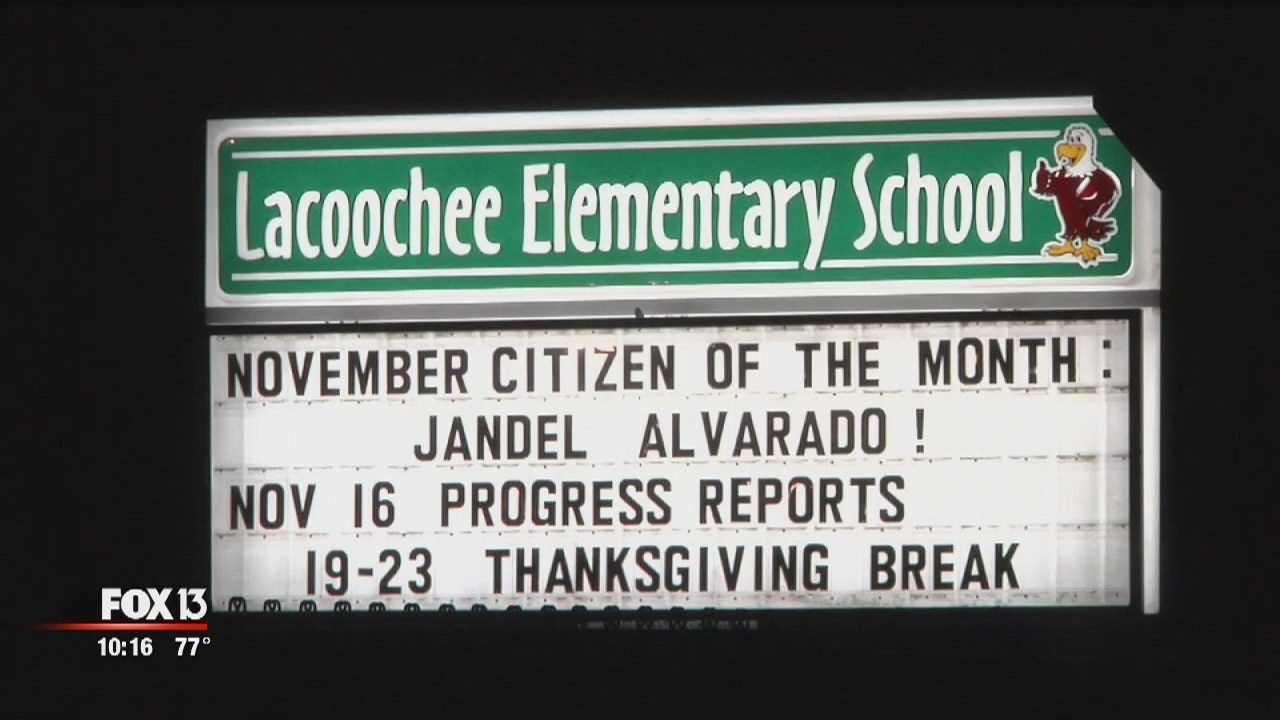 Lacoochee Elementary School
NOVEMBER CITIZEN OF THE MONTH :
JANDEL ALVARADO !
NOV 16 PROGRESS REPORTS
19-23 THANKSGIVING BREAK
FOX 13
10:16 77°